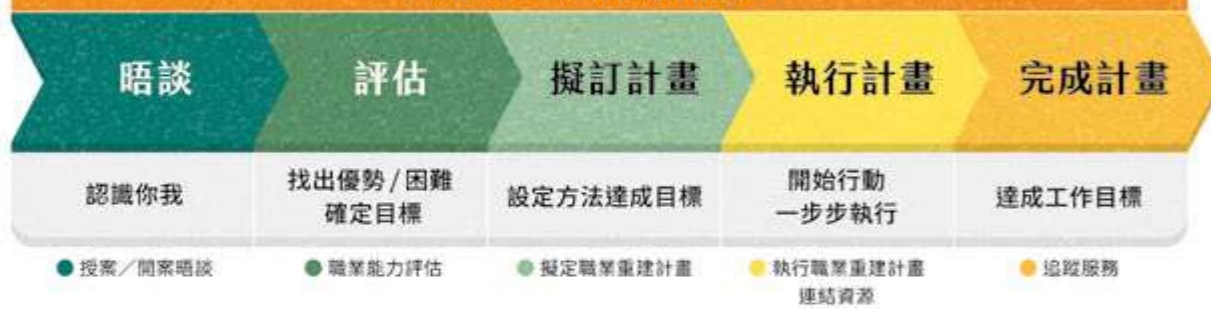 晤談
評估
擬訂計畫
執行計畫
完成計畫
認識你我
找出優勢/困難
確定目標
設定方法達成目標
開始行動
一步步執行
達成工作目標
授案／開案晤談
職業能力評估
擬定職業重建計畫
執行職業重建計畫
連結資源
追蹤服務